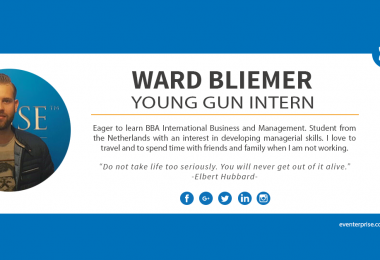 WARD BLIEMER
YOUNG GUN INTERN
Eager to learn BBA International Business and Management. Student from
the Netherlands with an interest in developing managerial skills. I love to
travel and to spend time with friends and family when I am not working.
"Do not take life too seriously. You will never get out of it alive."
-Elbert Hubbard-
SE
eventerprise.co